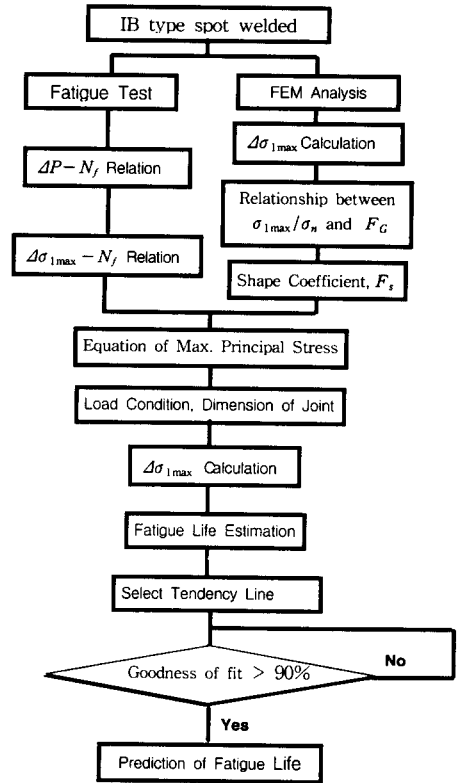 IB type spot welded
Fatigue Test
FEM Analysis
Δσ1max Calculation
ΔP − Nf Relation
Relationship between
σ1max/σn and FG
Δσ1max − Nf Relation
Shape Coefficient, Fs
Equation of Max. Principal Stress
Load Condition, Dimension of Joint
Δσ1max Calculation
Fatigue Life Estimation
Select Tendency Line
Goodness of fit > 90%
No
Yes
Prediction of Fatigue Life